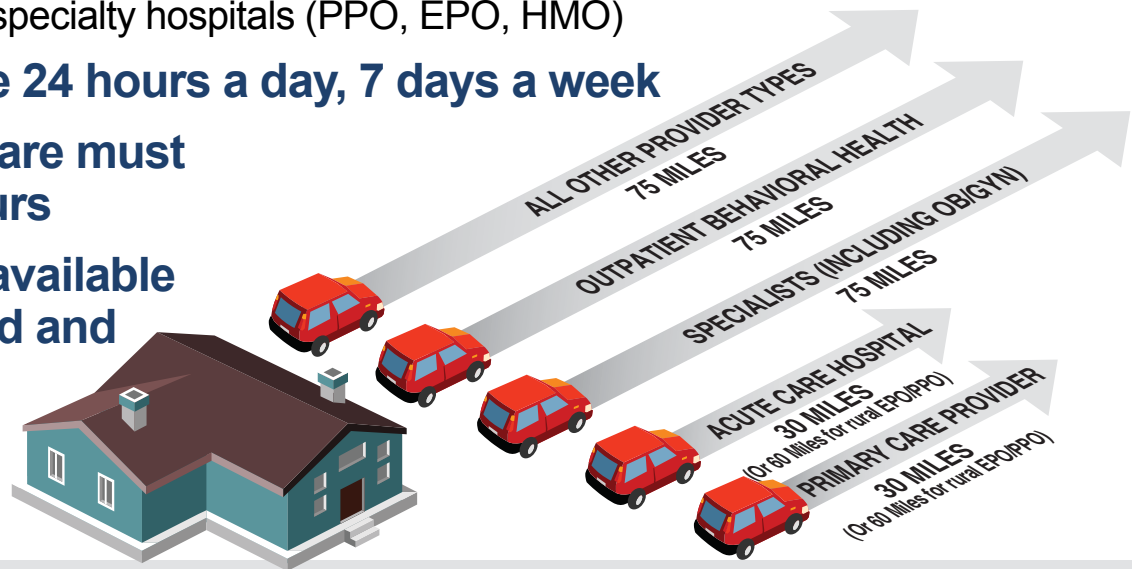 specialty hospitals (PPO, EPO, HMO)
e 24 hours a day, 7 days a week
are must
urs
available
d and
ALL OTHER PROVIDER TYPES
75 MILES
OUTPATIENT BEHAVIORAL HEALTH
75 MILES
SPECIALISTS (INCLUDING OB/GYN)
75 MILES
ACUTE CARE HOSPITAL
30 MILES
(Or 60 Miles for rural EPO/PPO)
PRIMARY CARE PROVIDER
30 MILES
(Or 60 Miles for rural EPO/PPO)